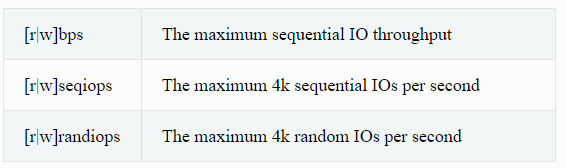 [r|w]bps The maximum sequential IO throughput
[r|w]seqiops The maximum 4k sequential IOs per second
[r|w]randiops The maximum 4k random IOs per second